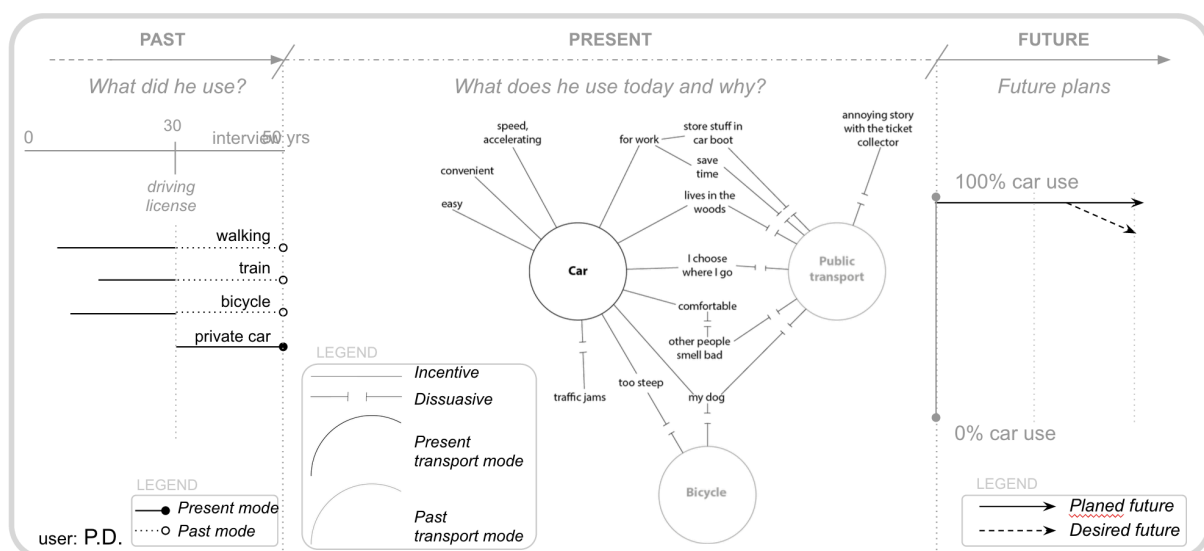 PAST
PRESENT
FUTURE
What did he use?
What does he use today and why?
Future plans
0
30
interview
50 yrs
driving
license
walking
train
bicycle
private car
LEGEND
Present mode
Past mode
user: P.D.
speed,
accelerating
convenient
easy
for work
store stuff in
car boot
save
time
lives in the
woods
annoying story
with the ticket
collector
Car
Public
transport
I choose
where I go
comfortable
other people
smell bad
traffic jams
too steep
my dog
Bicycle
LEGEND
Incentive
Dissuasive
Present
transport mode
Past
transport mode
100% car use
0% car use
LEGEND
Planed future
Desired future